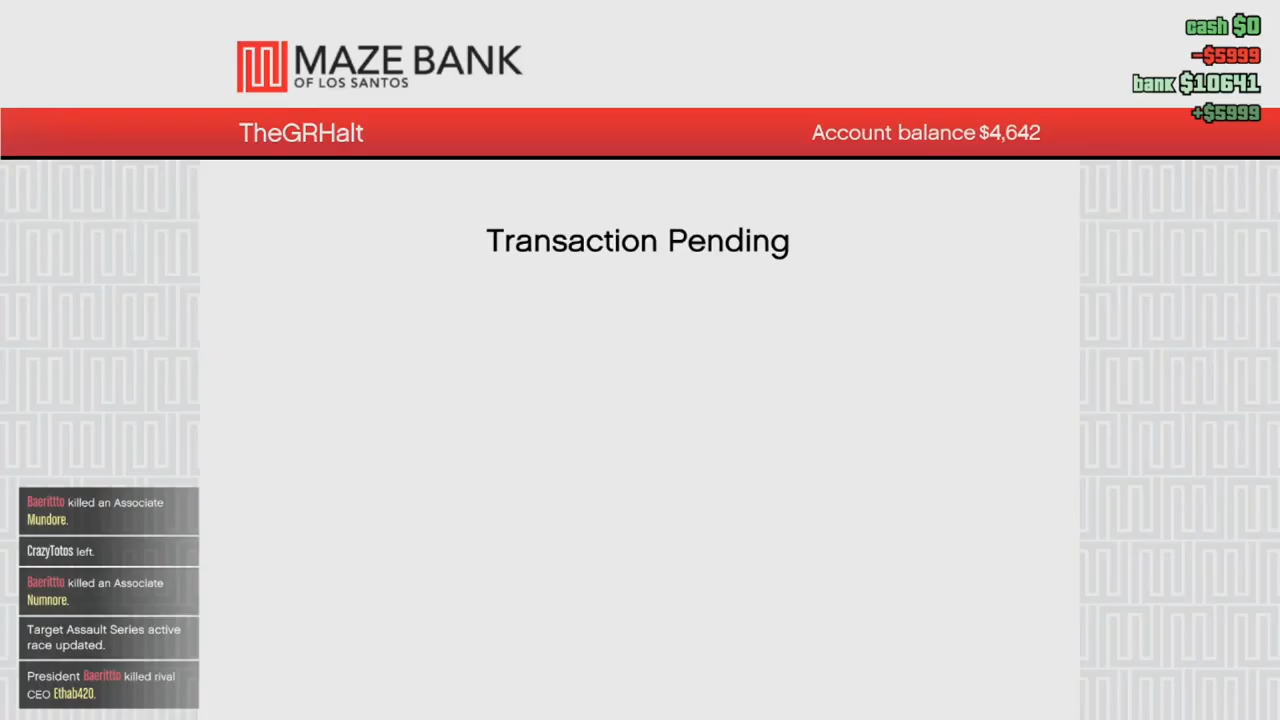 cash $0
-$5999
MAZE BANK
OF LOS SANTOS
bank $10641
+$5999
TheGRHalt
Account balance $4,642
Transaction Pending
Baerittto killed an Associate
Mundore.
CrazyTotos left.
Baerittto killed an Associate
Numnore.
Target Assault Series active
race updated.
President Baerittto killed rival
CEO Ethab420.